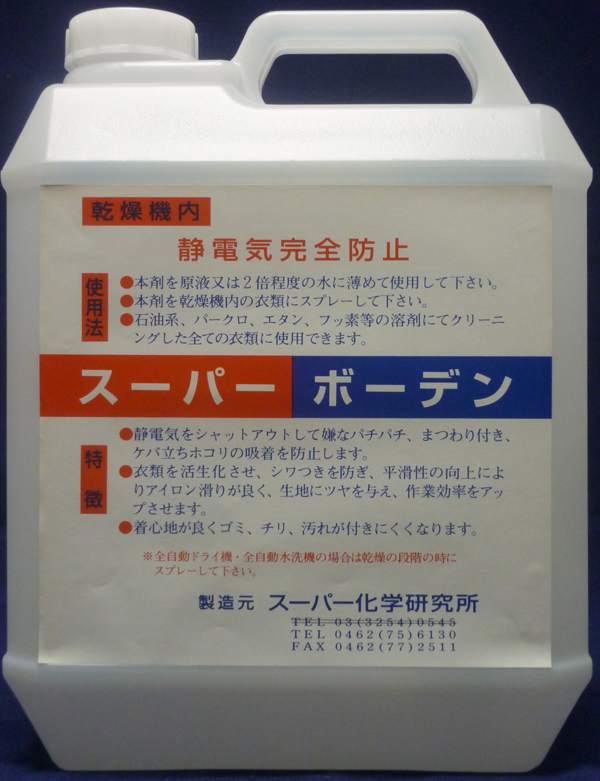 乾燥機内
静電気完全防止
使用法
●本剤を原液又は２倍程度の水に薄めて使用して下さい。
●本剤を乾燥機内の衣類にスプレーして下さい。
●石油系、パークロ、エタン、フッ素等の溶剤にてクリーニ
ングした全ての衣類に使用できます。
スーパーボーデン
特徴
●静電気をシャットアウトして嫌なパチパチ、まつわり付き、
ケバ立ちホコリの吸着を防止します。
●衣類を活生化させ、シワつきを防ぎ、平滑性の向上によ
りアイロン滑りが良く、生地にツヤを与え、作業効率をアッ
プさせます。
●着心地が良くゴミ、チリ、汚れが付きにくくなります。
※全自動ドライ機・全自動水洗機の場合は乾燥の段階の時に
スプレーして下さい。
製造元 スーパー化学研究所
TEL 03(3254)0545
TEL 0462(75)6130
FAX 0462(77)2511